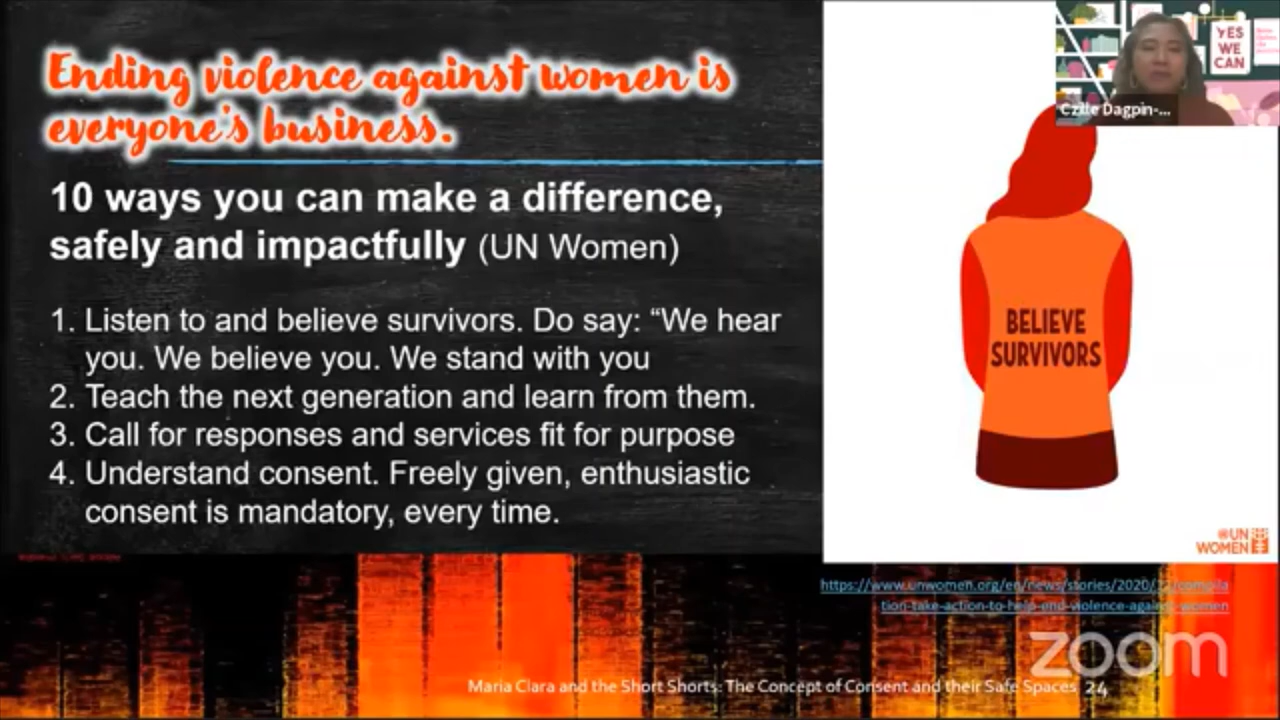 Ending violence against women is
everyone's business.
10 ways you can make a difference,
safely and impactfully (UN Women)
1. Listen to and believe survivors. Do say: “We hear
you. We believe you. We stand with you
2. Teach the next generation and learn from them.
3. Call for responses and services fit for purpose
4. Understand consent. Freely given, enthusiastic
consent is mandatory, every time.
YES
WE
CAN
Czille Dagpin-...
BELIEVE
SURVIVORS
UN
WOMEN
https://www.unwomen.org/en/news/stories/2020/11/compila
tion-take-action-to-help-end-violence-against-women
zoom
Maria Clara and the Short Shorts: The Concept of Consent and their Safe Spaces 24